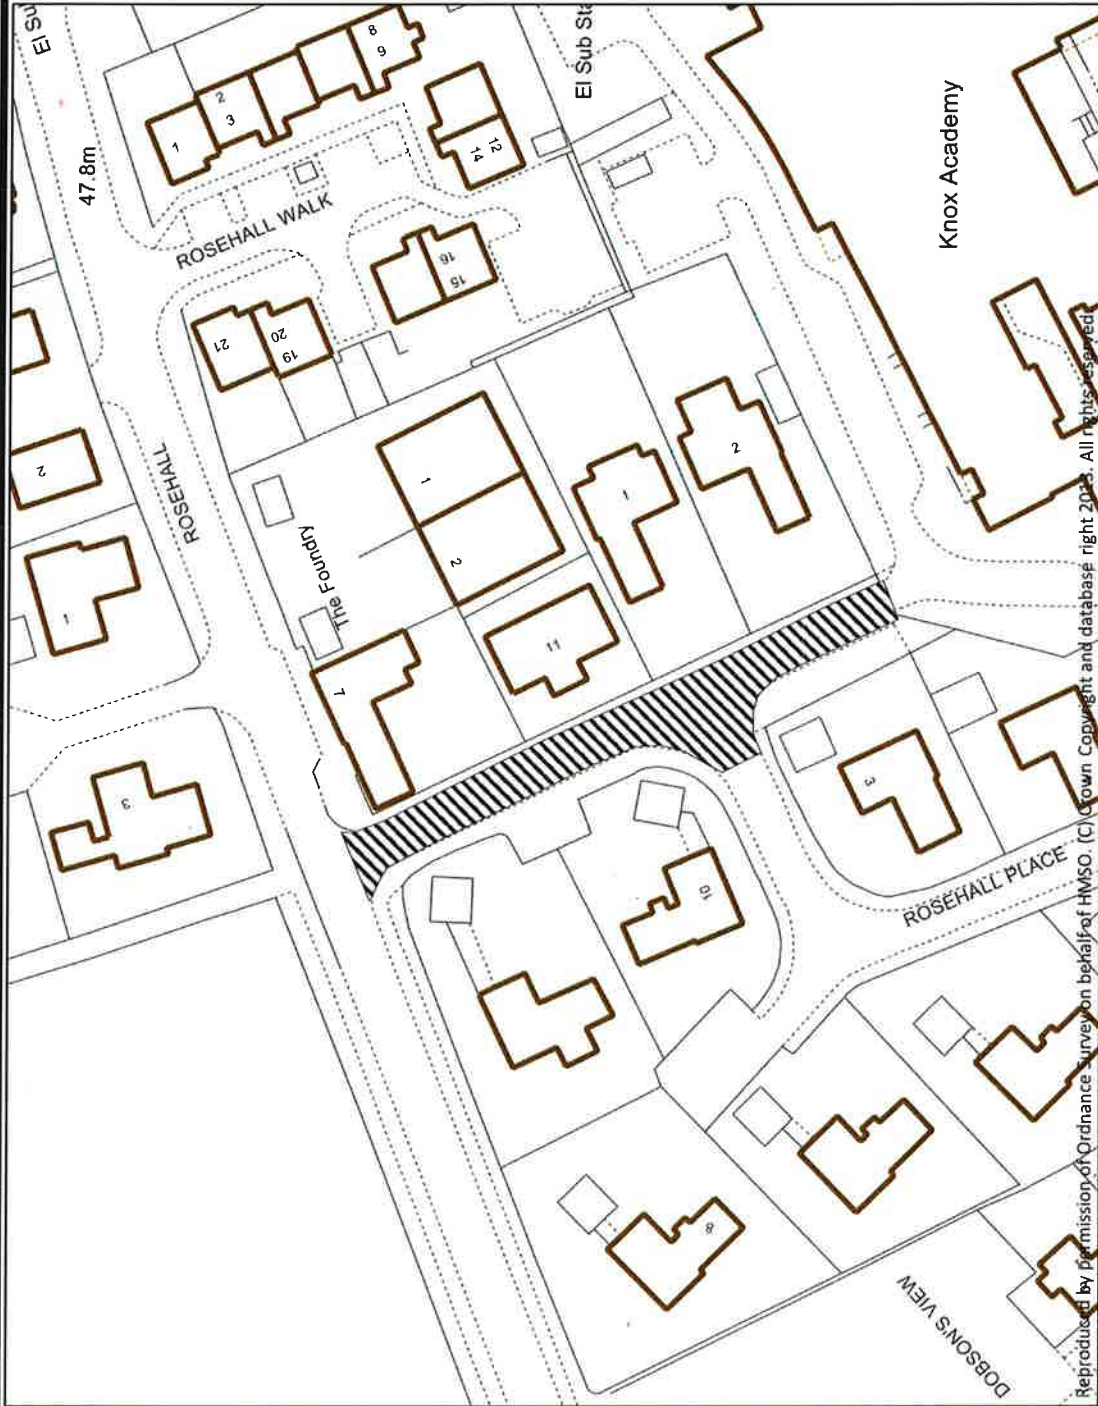 El Su
47.8m
1
2
3
8
9
14
12
El Sub Sta
Knox Academy
ROSEHALL WALK
16
15
21
20
19
2
ROSEHALL
1
The Foundry
1
2
1
2
11
7
3
3
10
ROSEHALL PLACE
8
DOBSON'S VIEW
Reproduced by permission of Ordnance Survey on behalf of HMSO. (C) Crown Copyright and database right 2023. All rights reserved.